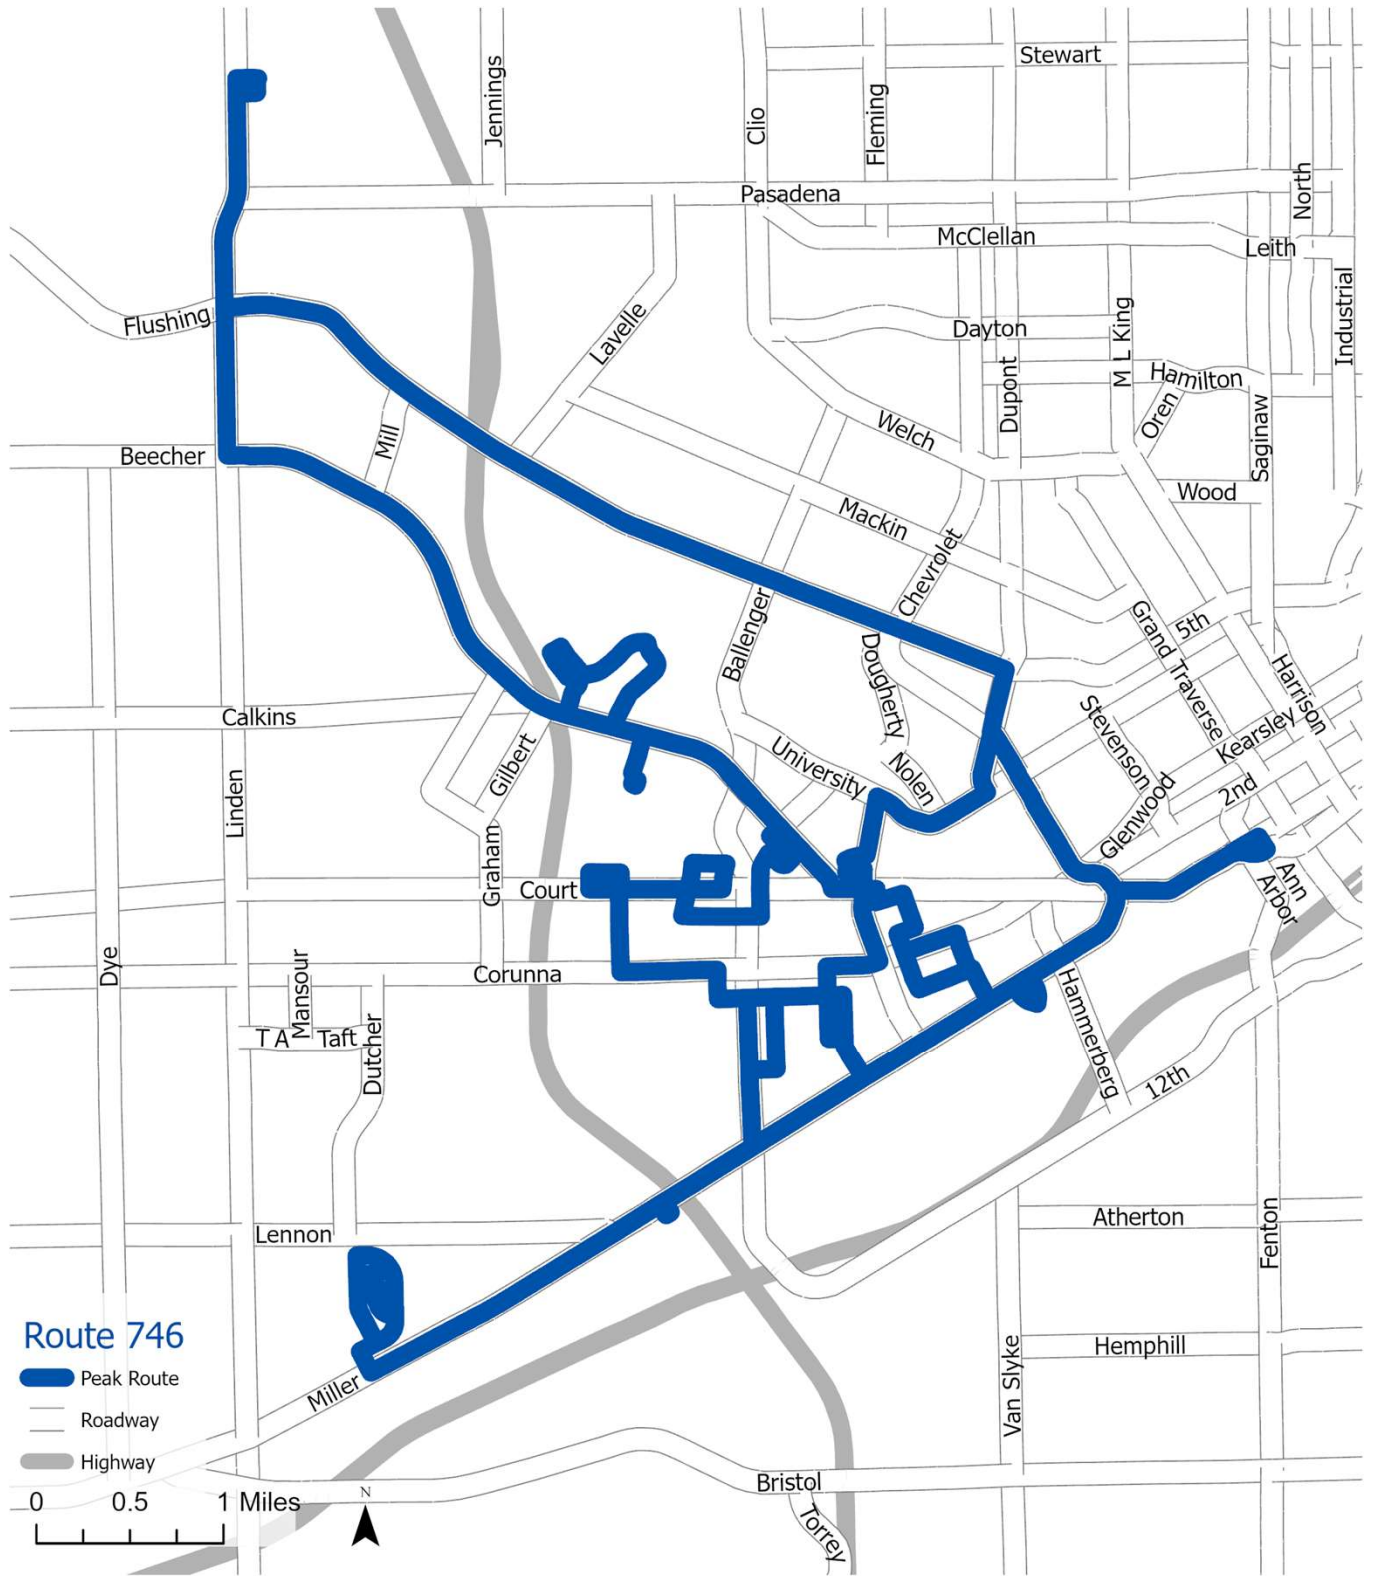 Stewart
Jennings
Clio
Fleming
Pasadena
North
McClellan
Leith
Flushing
Lavelle
Dayton
M L King
Industrial
Hamilton
Dupont
Oren
Saginaw
Beecher
Mill
Welch
Wood
Mackin
Chevrolet
Ballenger
Dougherty
Grand Traverse
5th
Harrison
Calkins
Stevenson
Kearsley
Gilbert
University
Nolen
2nd
Linden
Glenwood
Graham
Court
Ann
Arbor
Dye
Mansour
Corunna
T A
Taft
Dutcher
Hammerberg
12th
Lennon
Atherton
Fenton
Route 746
Peak Route
Miller
Van Slyke
Hemphill
Roadway
Highway
Bristol
0 0.5 1 Miles
N
Torrey